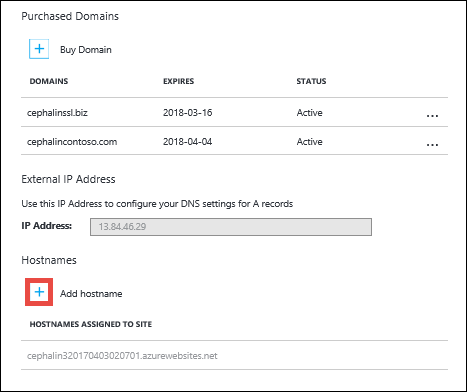 Purchased Domains
+ Buy Domain
DOMAINS EXPIRES STATUS
cephalinssl.biz 2018-03-16 Active ...
cephalincontoso.com 2018-04-04 Active ...
External IP Address
Use this IP Address to configure your DNS settings for A records
IP Address: 13.84.46.29
Hostnames
+ Add hostname
HOSTNAMES ASSIGNED TO SITE
cephalin320170403020701.azurewebsites.net